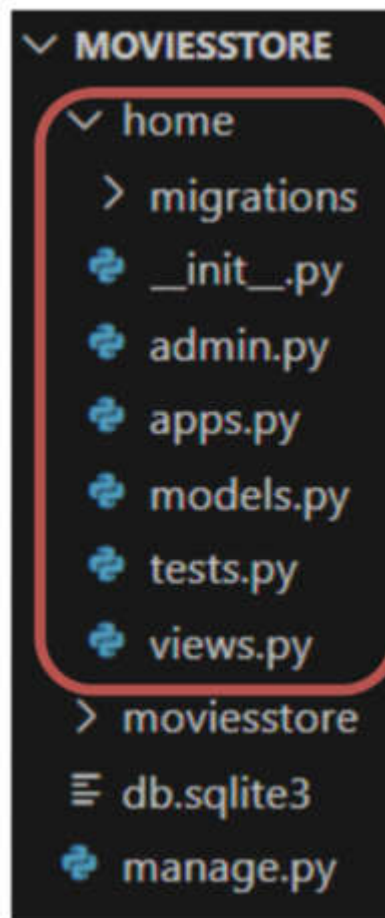 MOVIESSTORE
home
migrations
__init__.py
admin.py
apps.py
models.py
tests.py
views.py
moviesstore
db.sqlite3
manage.py